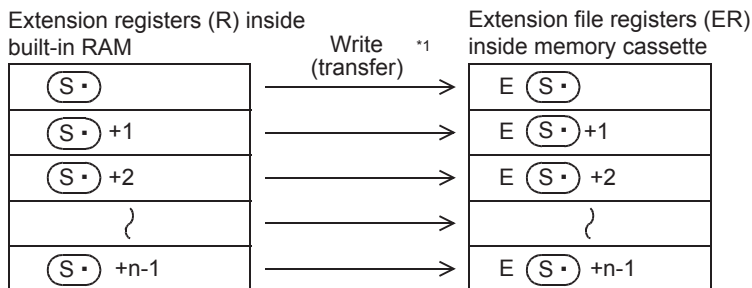 Extension registers (R) inside
built-in RAM
Write *1
(transfer)
Extension file registers (ER)
inside memory cassette
S・ E S・
S・ +1 E S・ +1
S・ +2 E S・ +2
S・ +n-1 E S・ +n-1